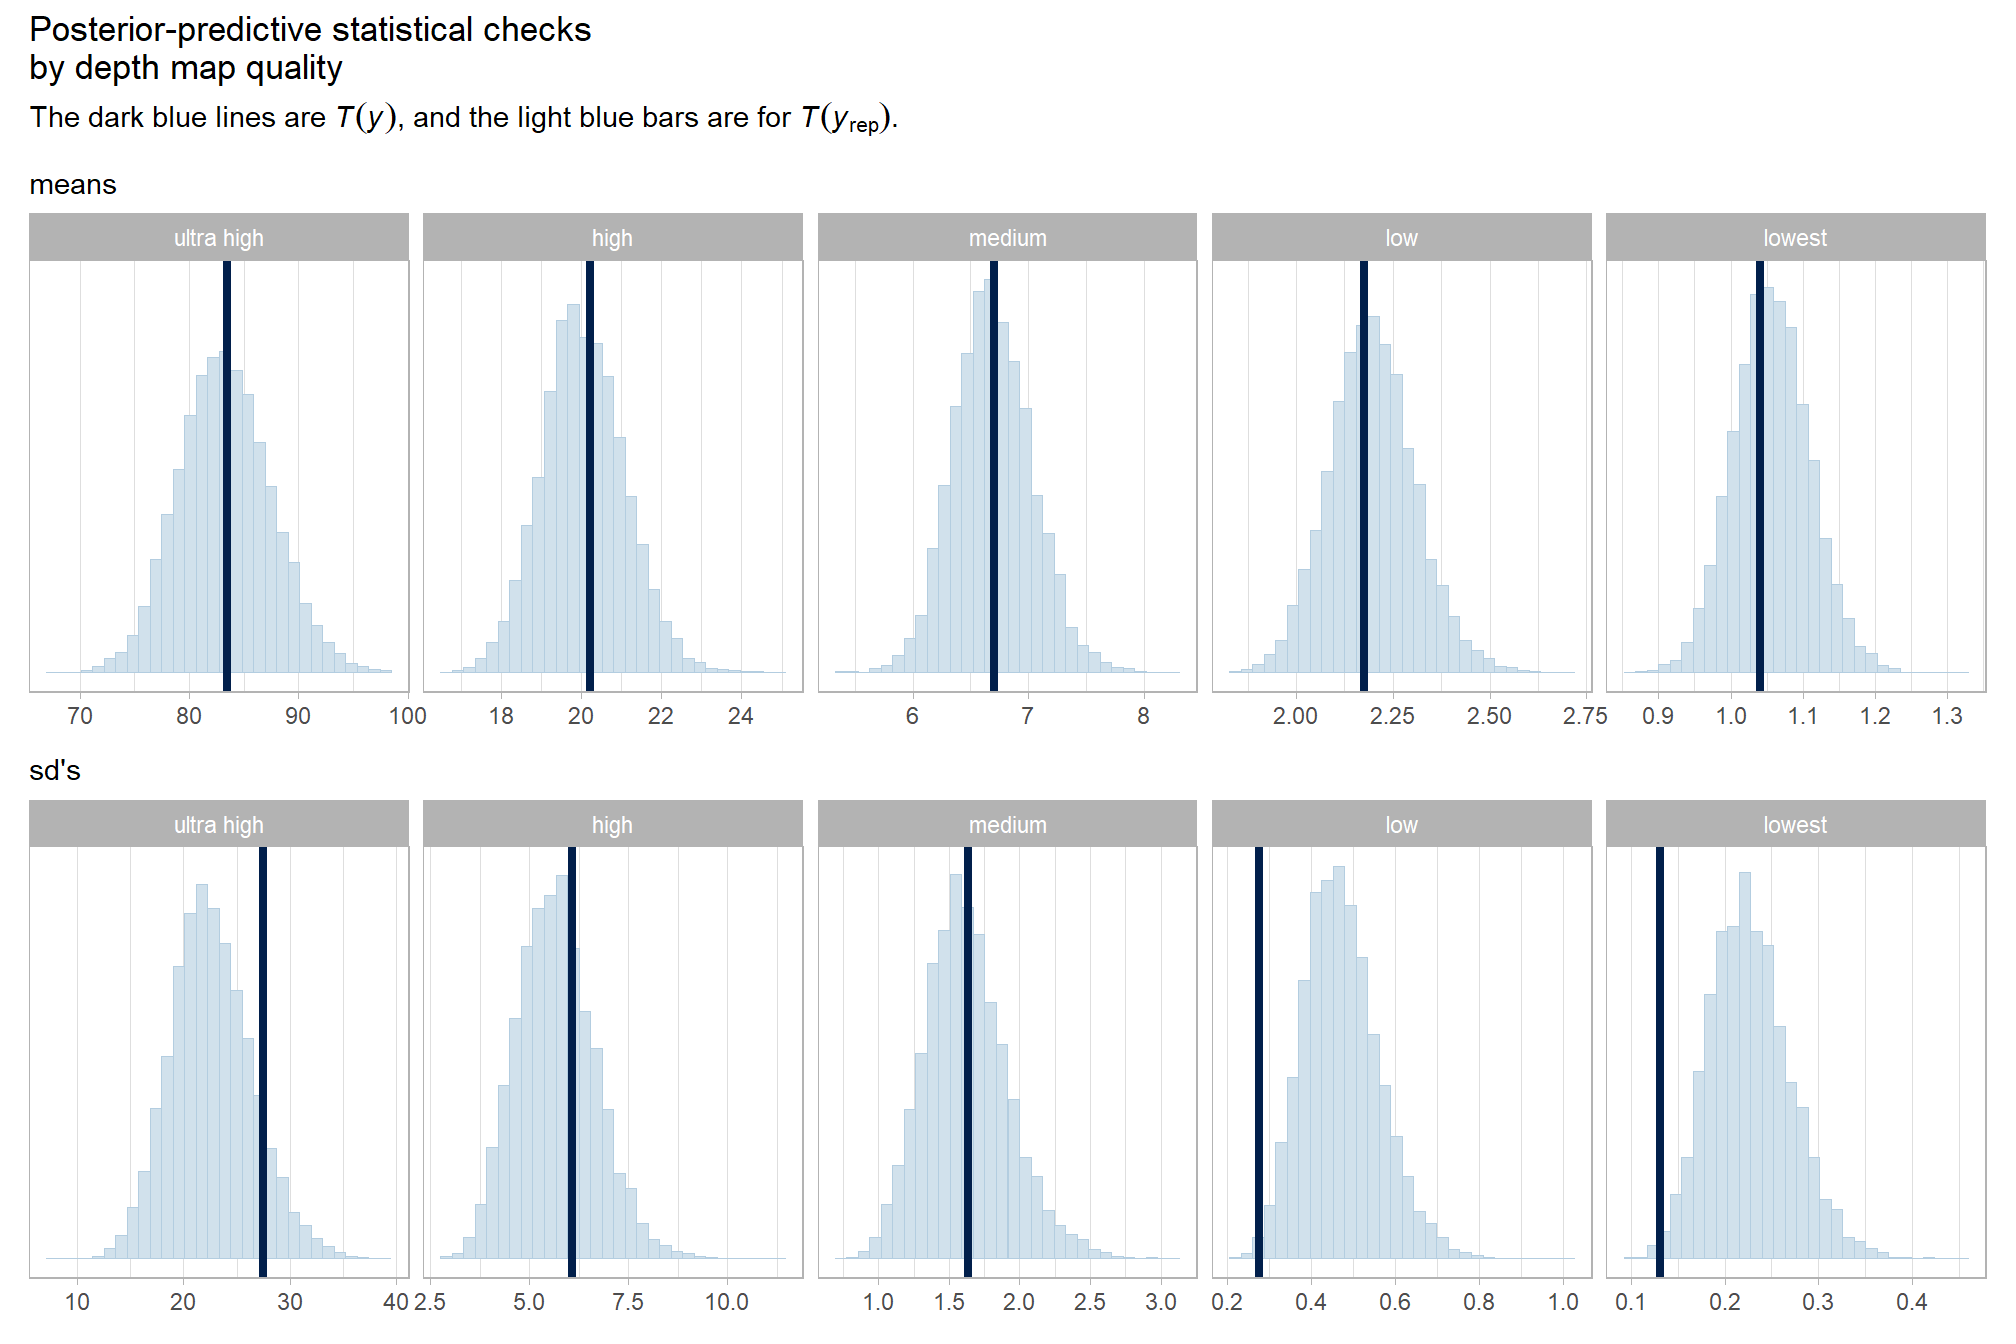 Posterior-predictive statistical checks
by depth map quality
The dark blue lines are T(y), and the light blue bars are for T(y_rep).
means
ultra high high medium low lowest
70 80 90 100 18 20 22 24 6 7 8 2.00 2.25 2.50 2.75 0.9 1.0 1.1 1.2 1.3
sd's
ultra high high medium low lowest
10 20 30 40 2.5 5.0 7.5 10.0 1.0 1.5 2.0 2.5 3.0 0.2 0.4 0.6 0.8 1.0 0.1 0.2 0.3 0.4